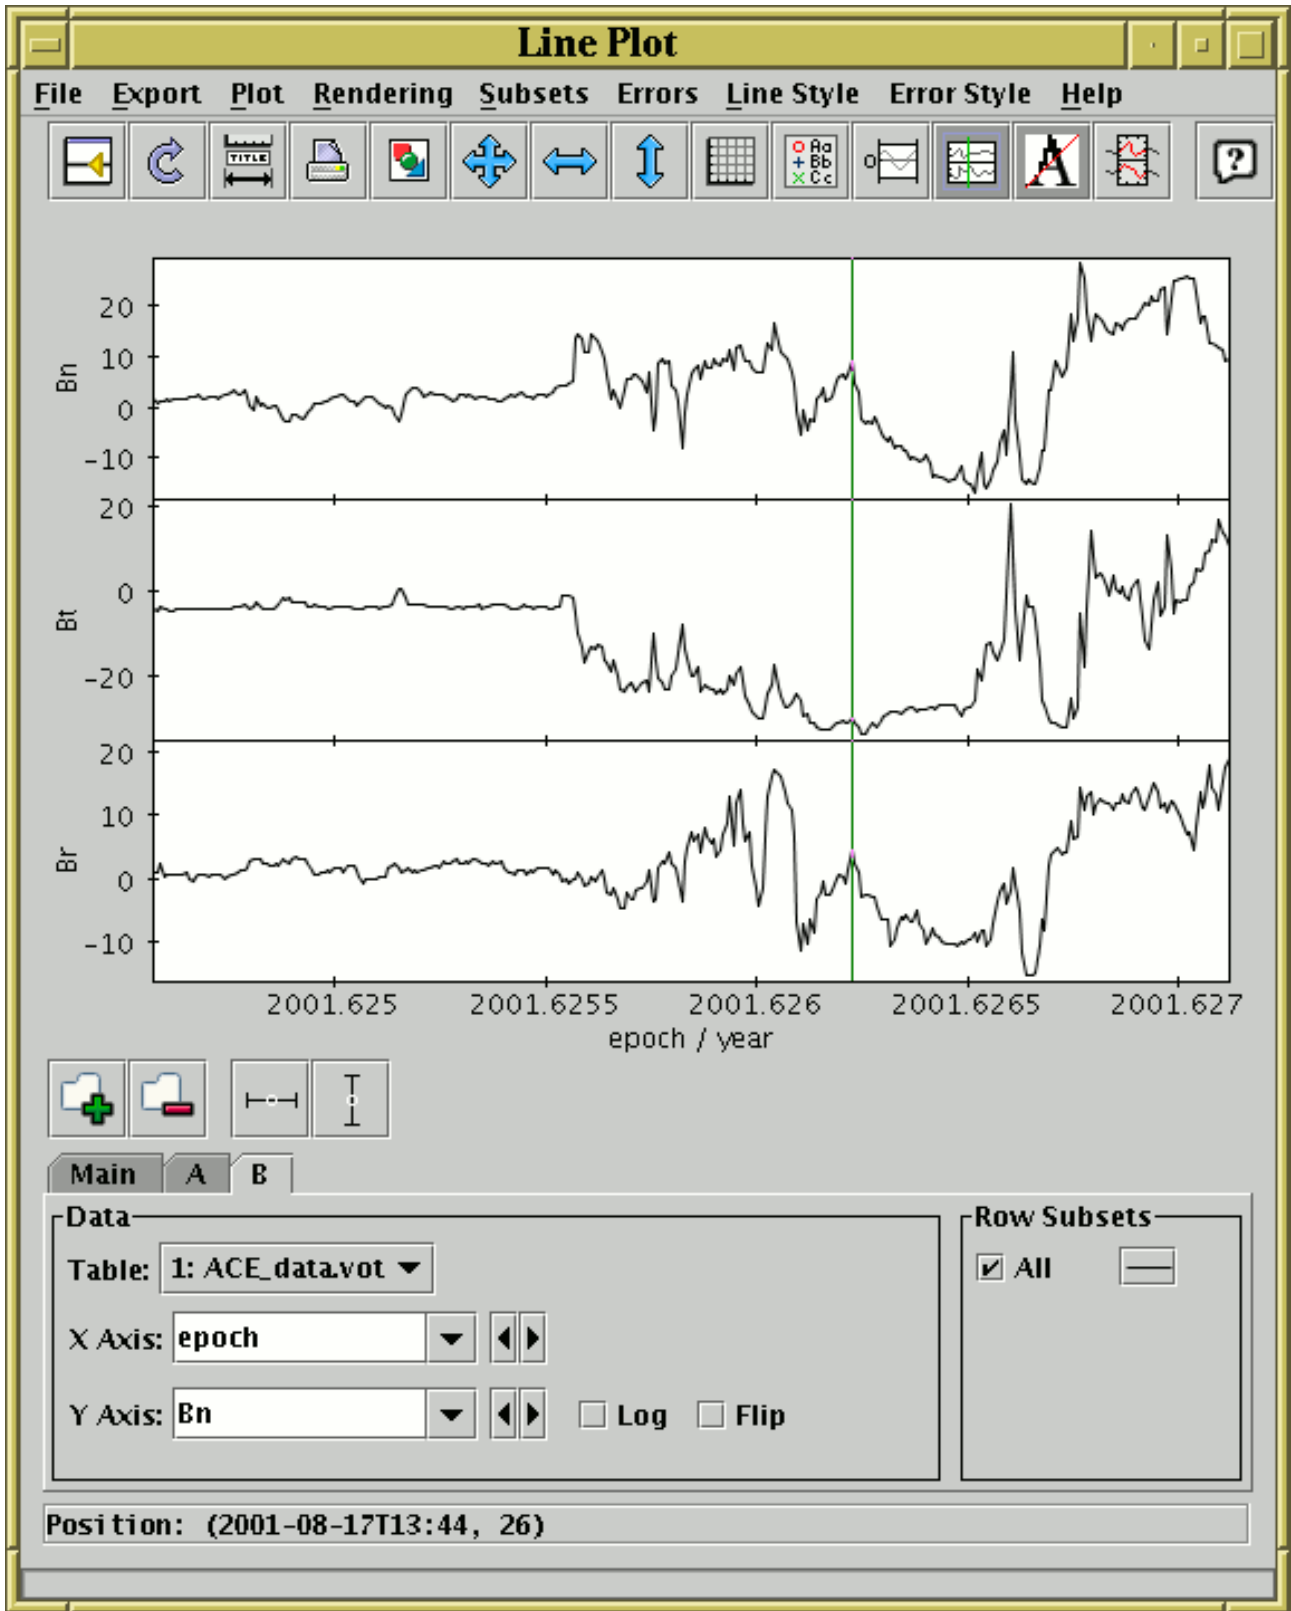 Line Plot
File Export Plot Rendering Subsets Errors Line Style Error Style Help
TITLE
Aa
Bb
Cc
A
?
Bn
20
10
0
−10
Bt
20
0
−20
Br
20
10
0
−10
2001.625 2001.6255 2001.626 2001.6265 2001.627
epoch / year
Main A B
Data
Table: 1: ACE_data.vot
X Axis: epoch
Y Axis: Bn Log Flip
Row Subsets
All
Position: (2001-08-17T13:44, 26)